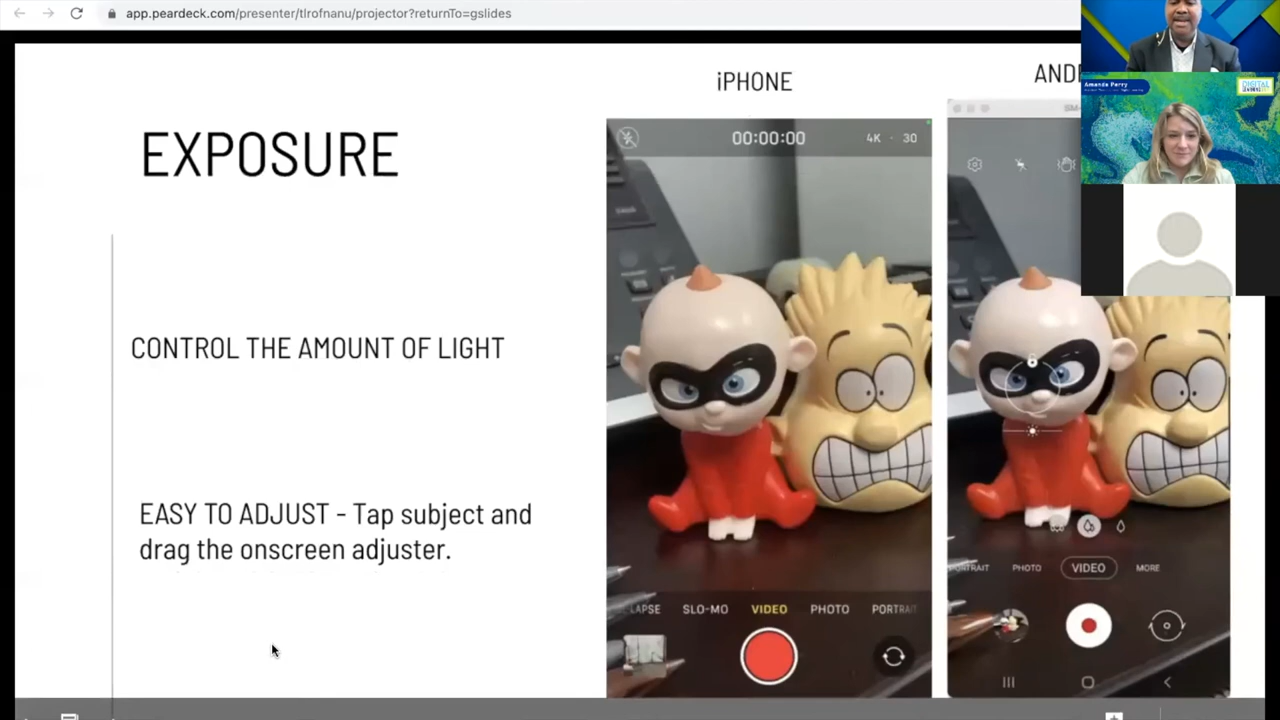 app.peardeck.com/presenter/tlrofnanu/projector?returnTo=gslides
iPHONE
EXPOSURE
00:00:00
4K · 30
Amanda Perry
DIGITAL
CONTROL THE AMOUNT OF LIGHT
EASY TO ADJUST - Tap subject and
drag the onscreen adjuster.
LAPSE SLO-MO VIDEO PHOTO PORTRAIT
PHOTO VIDEO MORE